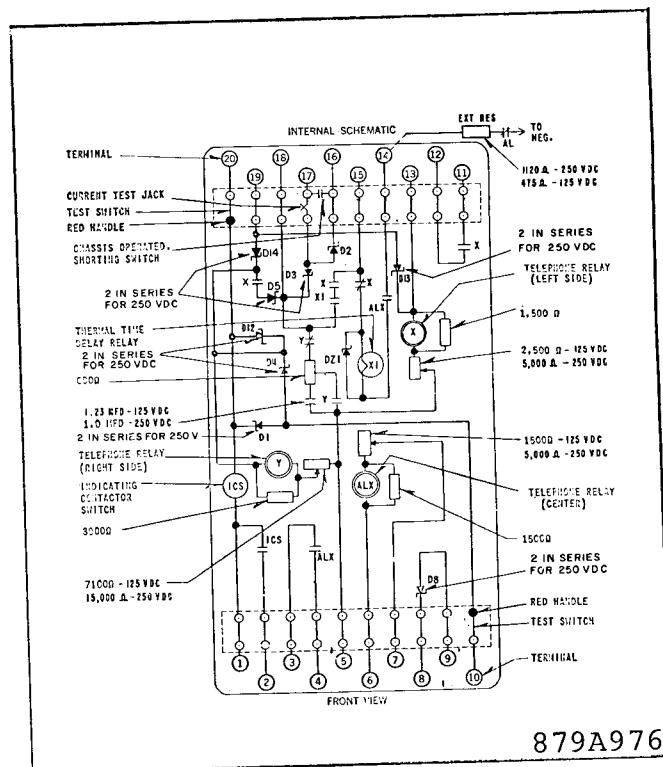 EXT RES
TO
NEG.
AL
INTERNAL SCHEMATIC
1120 Ω - 250 VDC
475 Ω - 125 VDC
TERMINAL
20
19
18
17
16
15
14
13
12
11
CURRENT TEST JACK
TEST SWITCH
RED HANDLE
CHASSIS OPERATED.
SHORTING SWITCH
D14
D2
X
2 IN SERIES
FOR 250 VDC
D3
D13
TELEPHONE RELAY
(LEFT SIDE)
2 IN SERIES
FOR 250 VDC
X
D5
X
X1
X
ALX
X
1,500 Ω
THERMAL TIME
DELAY RELAY
D12
2 IN SERIES
FOR 250 VDC
Y
DZ1
X1
2,500 Ω - 125 VDC
5,000 Ω - 250 VDC
D4
Y
1.23 MFD - 125 VDC
1.0 MFD - 250 VDC
2 IN SERIES FOR 250 V
D1
1500Ω - 125 VDC
5,000 Ω - 250 VDC
TELEPHONE RELAY
(RIGHT SIDE)
Y
INDICATING
CONTACTOR
SWITCH
ICS
ALX
TELEPHONE RELAY
(CENTER)
3000Ω
ICS
ALX
1500Ω
7100Ω - 125 VDC
15,000 Ω - 250 VDC
D8
2 IN SERIES
FOR 250 VDC
RED HANDLE
TEST SWITCH
1
2
3
4
5
6
7
8
9
10
TERMINAL
FRONT VIEW
879A976